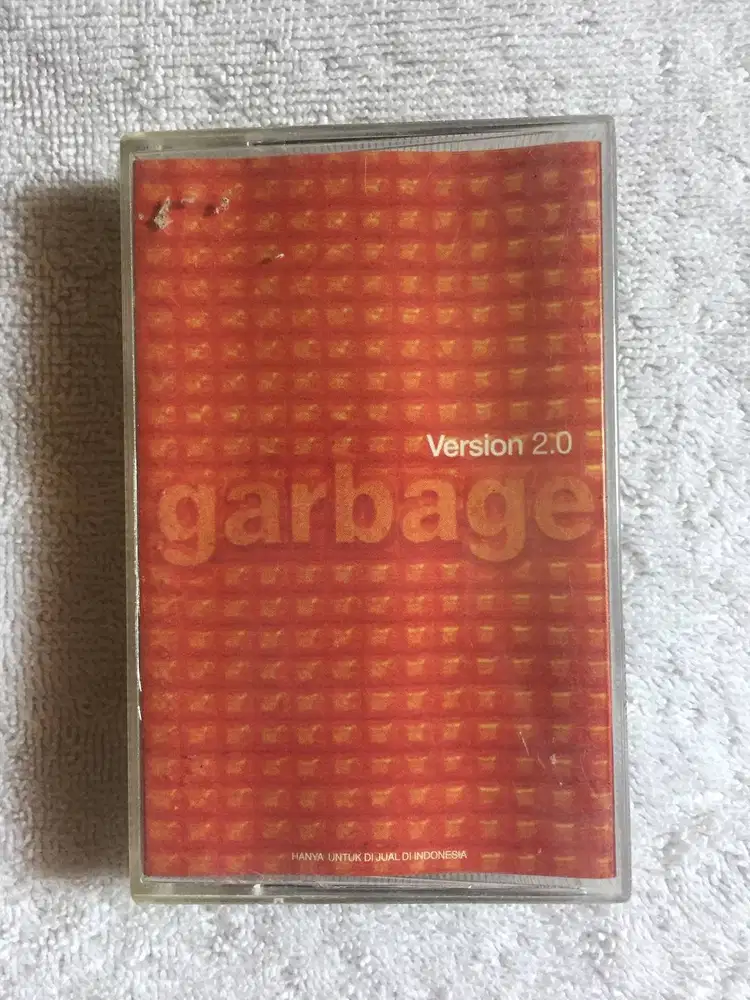 Version 2.0
garbage
HANYA UNTUK DI JUAL DI INDONESIA